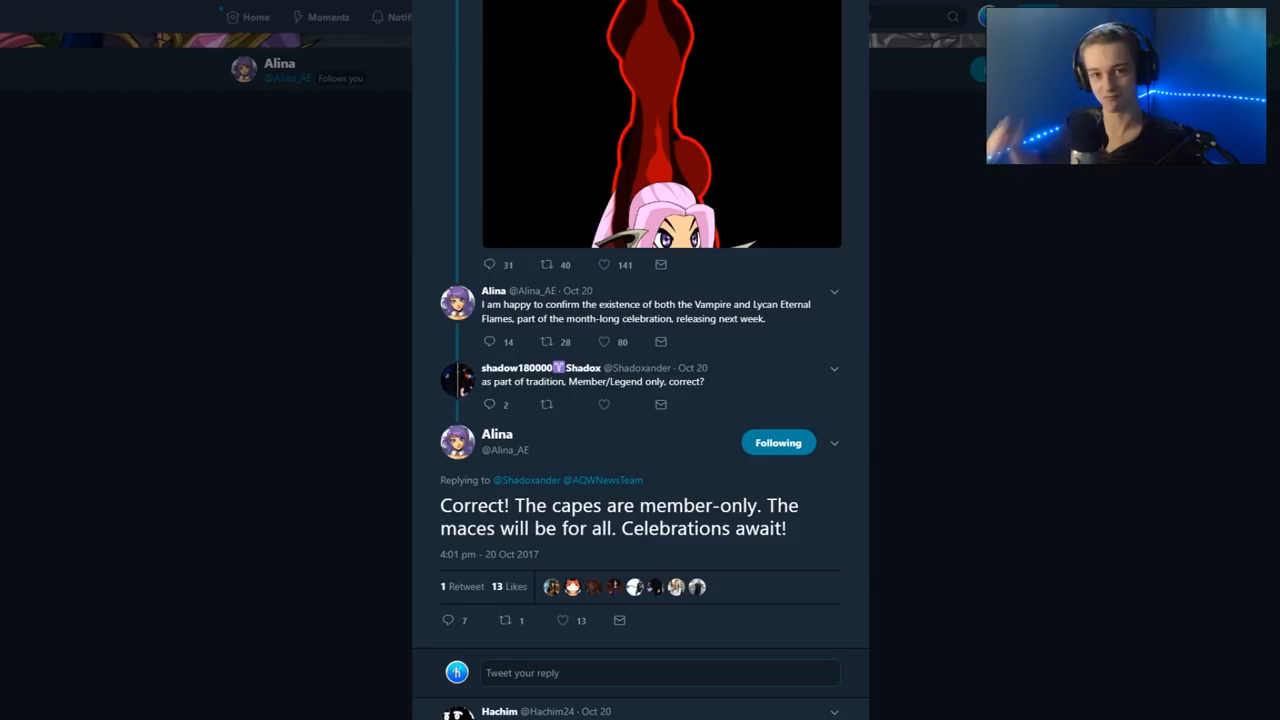 Home
Moments
Notif
Alina
@Alina_AE Follows you
31
40
141
Alina @Alina_AE · Oct 20
I am happy to confirm the existence of both the Vampire and Lycan Eternal
Flames, part of the month-long celebration, releasing next week.
14
28
80
shadow180000♈Shadox @Shadoxander · Oct 20
as part of tradition, Member/Legend only, correct?
2
Alina
@Alina_AE
Following
Replying to @Shadoxander @AQWNewsTeam
Correct! The capes are member-only. The
maces will be for all. Celebrations await!
4:01 pm - 20 Oct 2017
1 Retweet 13 Likes
7
1
13
Tweet your reply
Hachim @Hachim24 · Oct 20